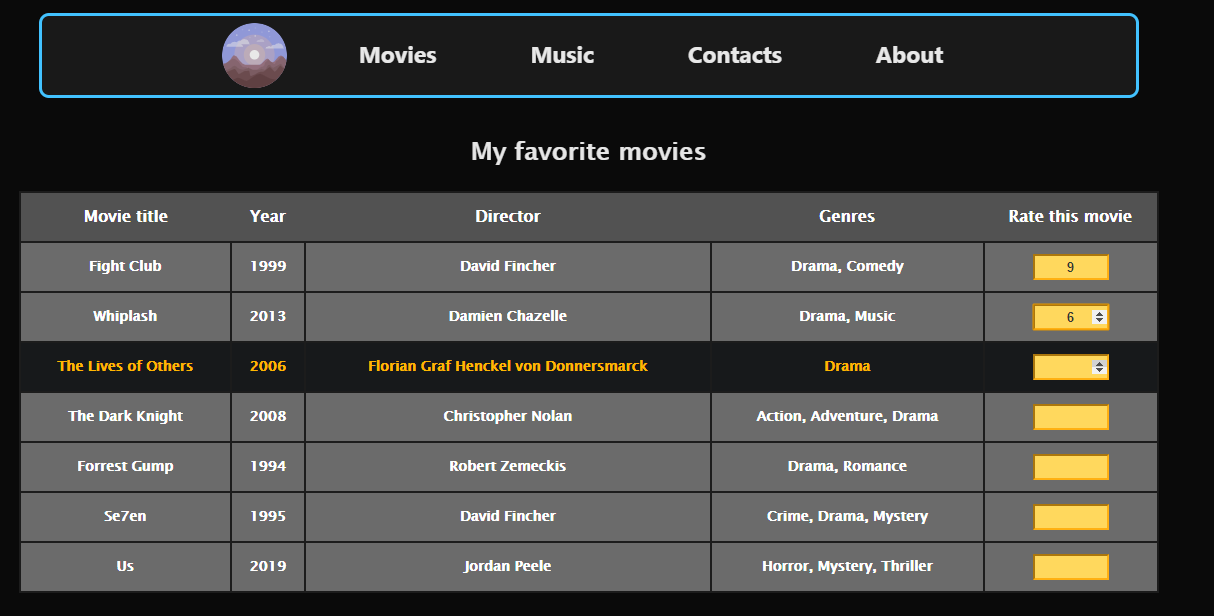 Movies Music Contacts About
My favorite movies
Movie title Year Director Genres Rate this movie
Fight Club 1999 David Fincher Drama, Comedy 9
Whiplash 2013 Damien Chazelle Drama, Music 6
The Lives of Others 2006 Florian Graf Henckel von Donnersmarck Drama
The Dark Knight 2008 Christopher Nolan Action, Adventure, Drama
Forrest Gump 1994 Robert Zemeckis Drama, Romance
Se7en 1995 David Fincher Crime, Drama, Mystery
Us 2019 Jordan Peele Horror, Mystery, Thriller